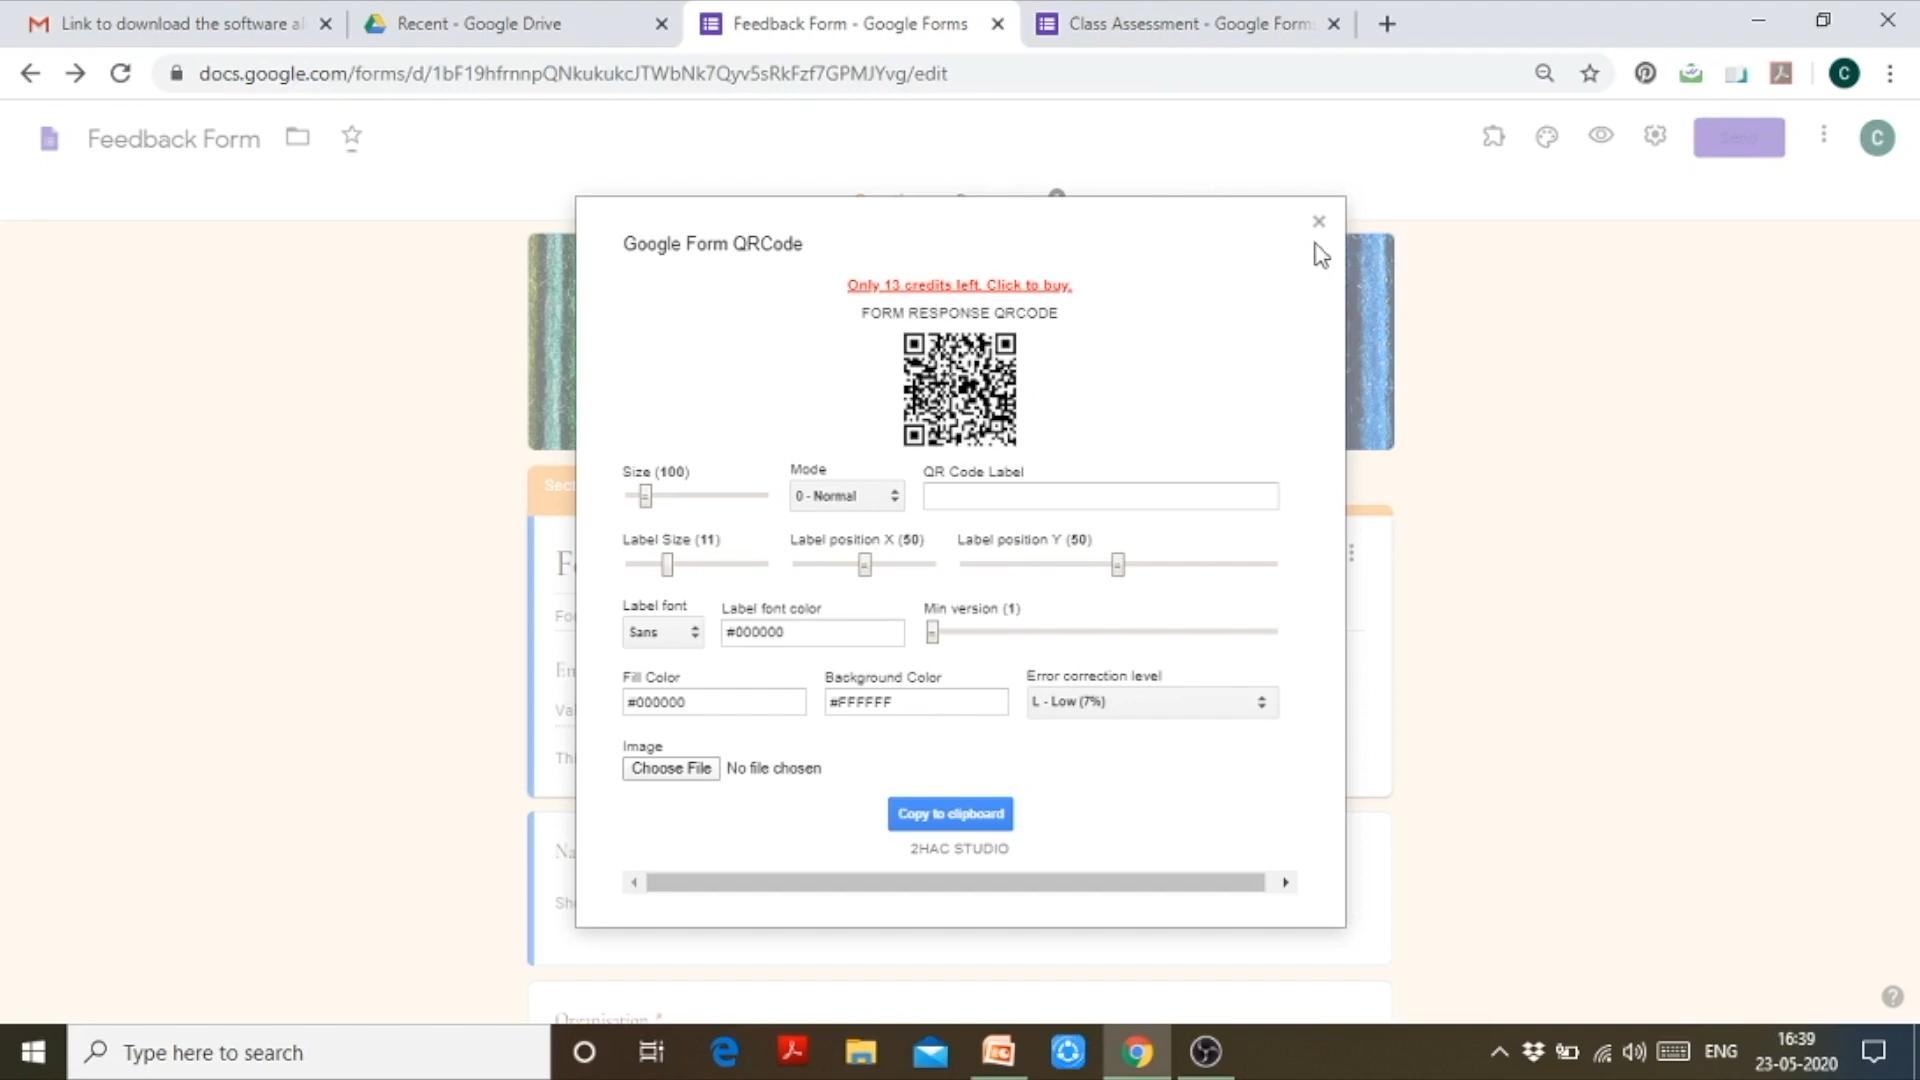 Link to download the software al
Recent - Google Drive
Feedback Form - Google Forms
Class Assessment - Google Form
docs.google.com/forms/d/1bF19hfrnnpQNkukukcJTWbNk7Qyv5sRkFzf7GPMJYvg/edit
C
Feedback Form
Send
C
Google Form QRCode
Only 13 credits left. Click to buy.
FORM RESPONSE QRCODE
Sect
Size (100)
Mode
QR Code Label
0 - Normal
Label Size (11)
Label position X (50)
Label position Y (50)
Label font
Label font color
Min version (1)
Sans
#000000
Fill Color
Background Color
Error correction level
#000000
#FFFFFF
L - Low (7%)
Image
Choose File
No file chosen
Copy to clipboard
2HAC STUDIO
Organisation *
Type here to search
ENG
16:39
23-05-2020